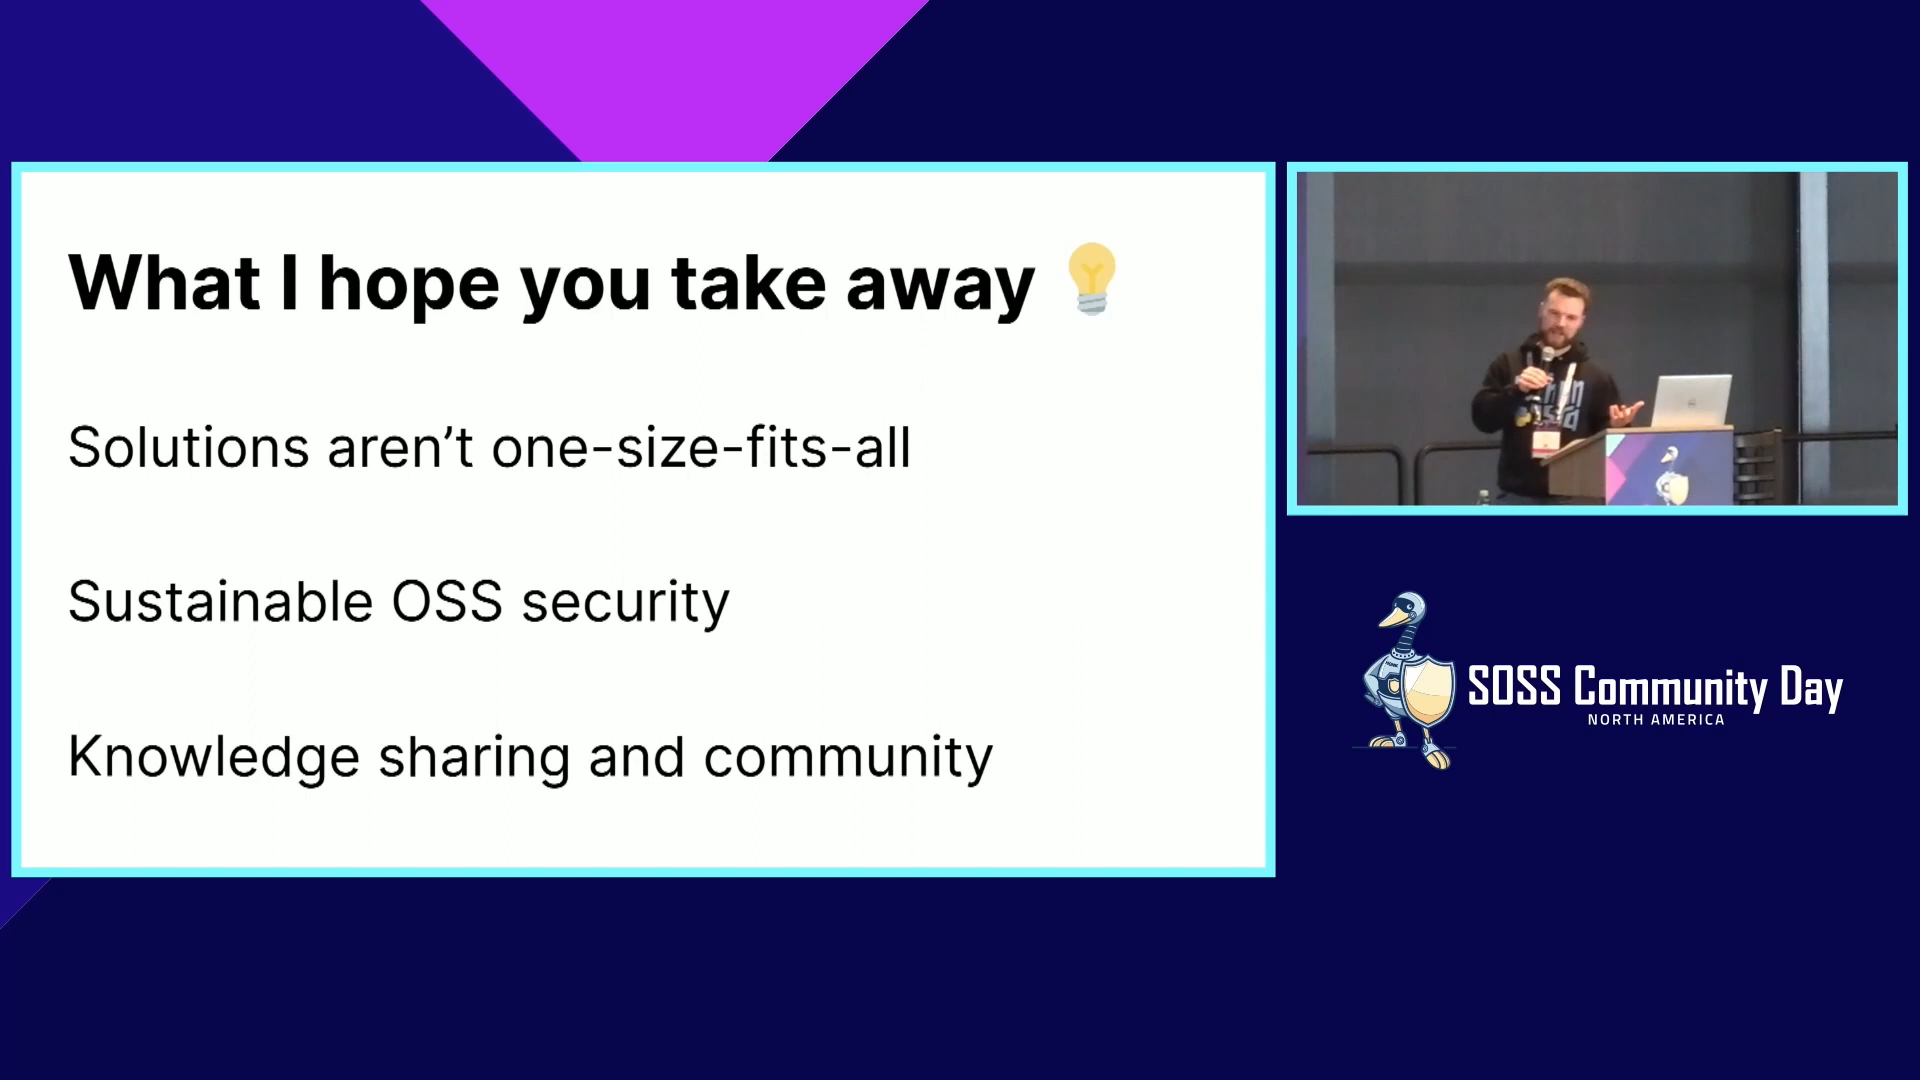 What I hope you take away
Solutions aren’t one-size-fits-all
Sustainable OSS security
Knowledge sharing and community
SOSS Community Day
NORTH AMERICA